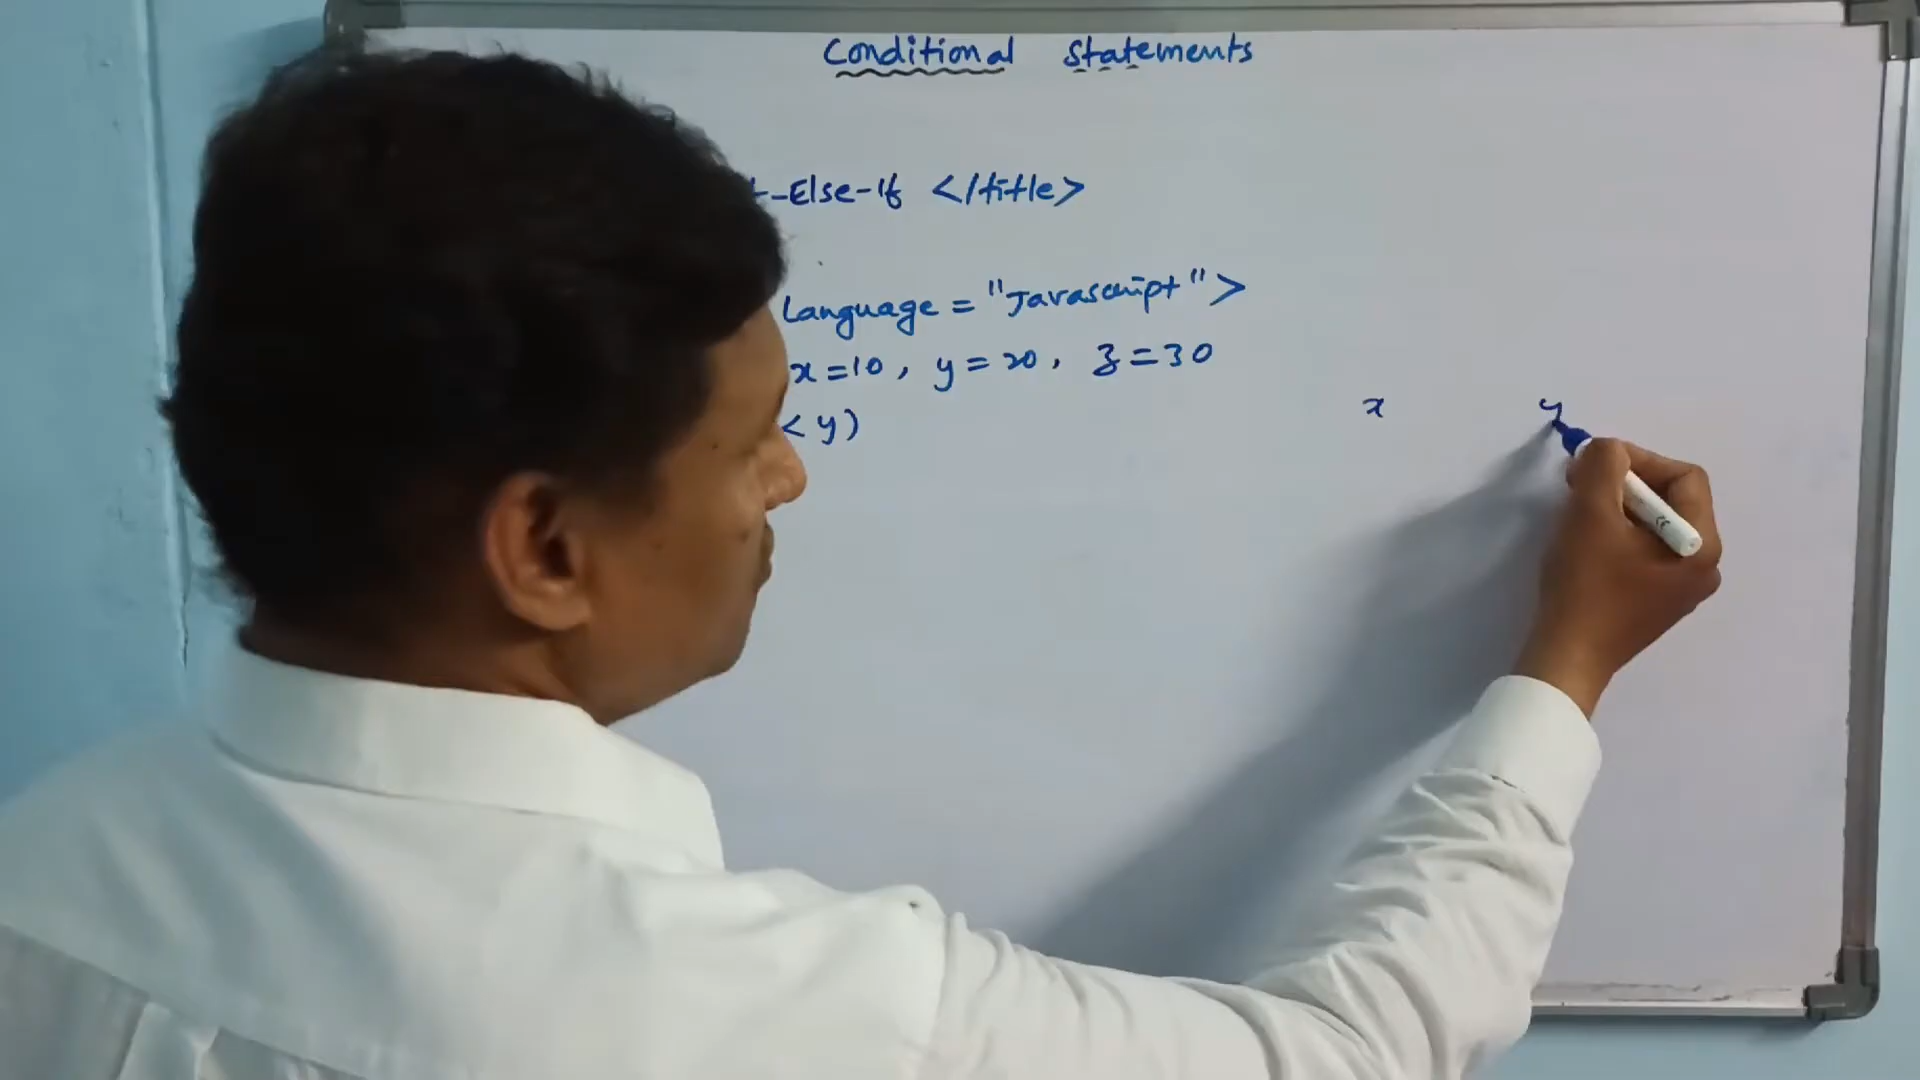 Conditional Statements
-Else-If </title>
Language = "Javascript">
x=10, y=20, z=30
< y)
x y